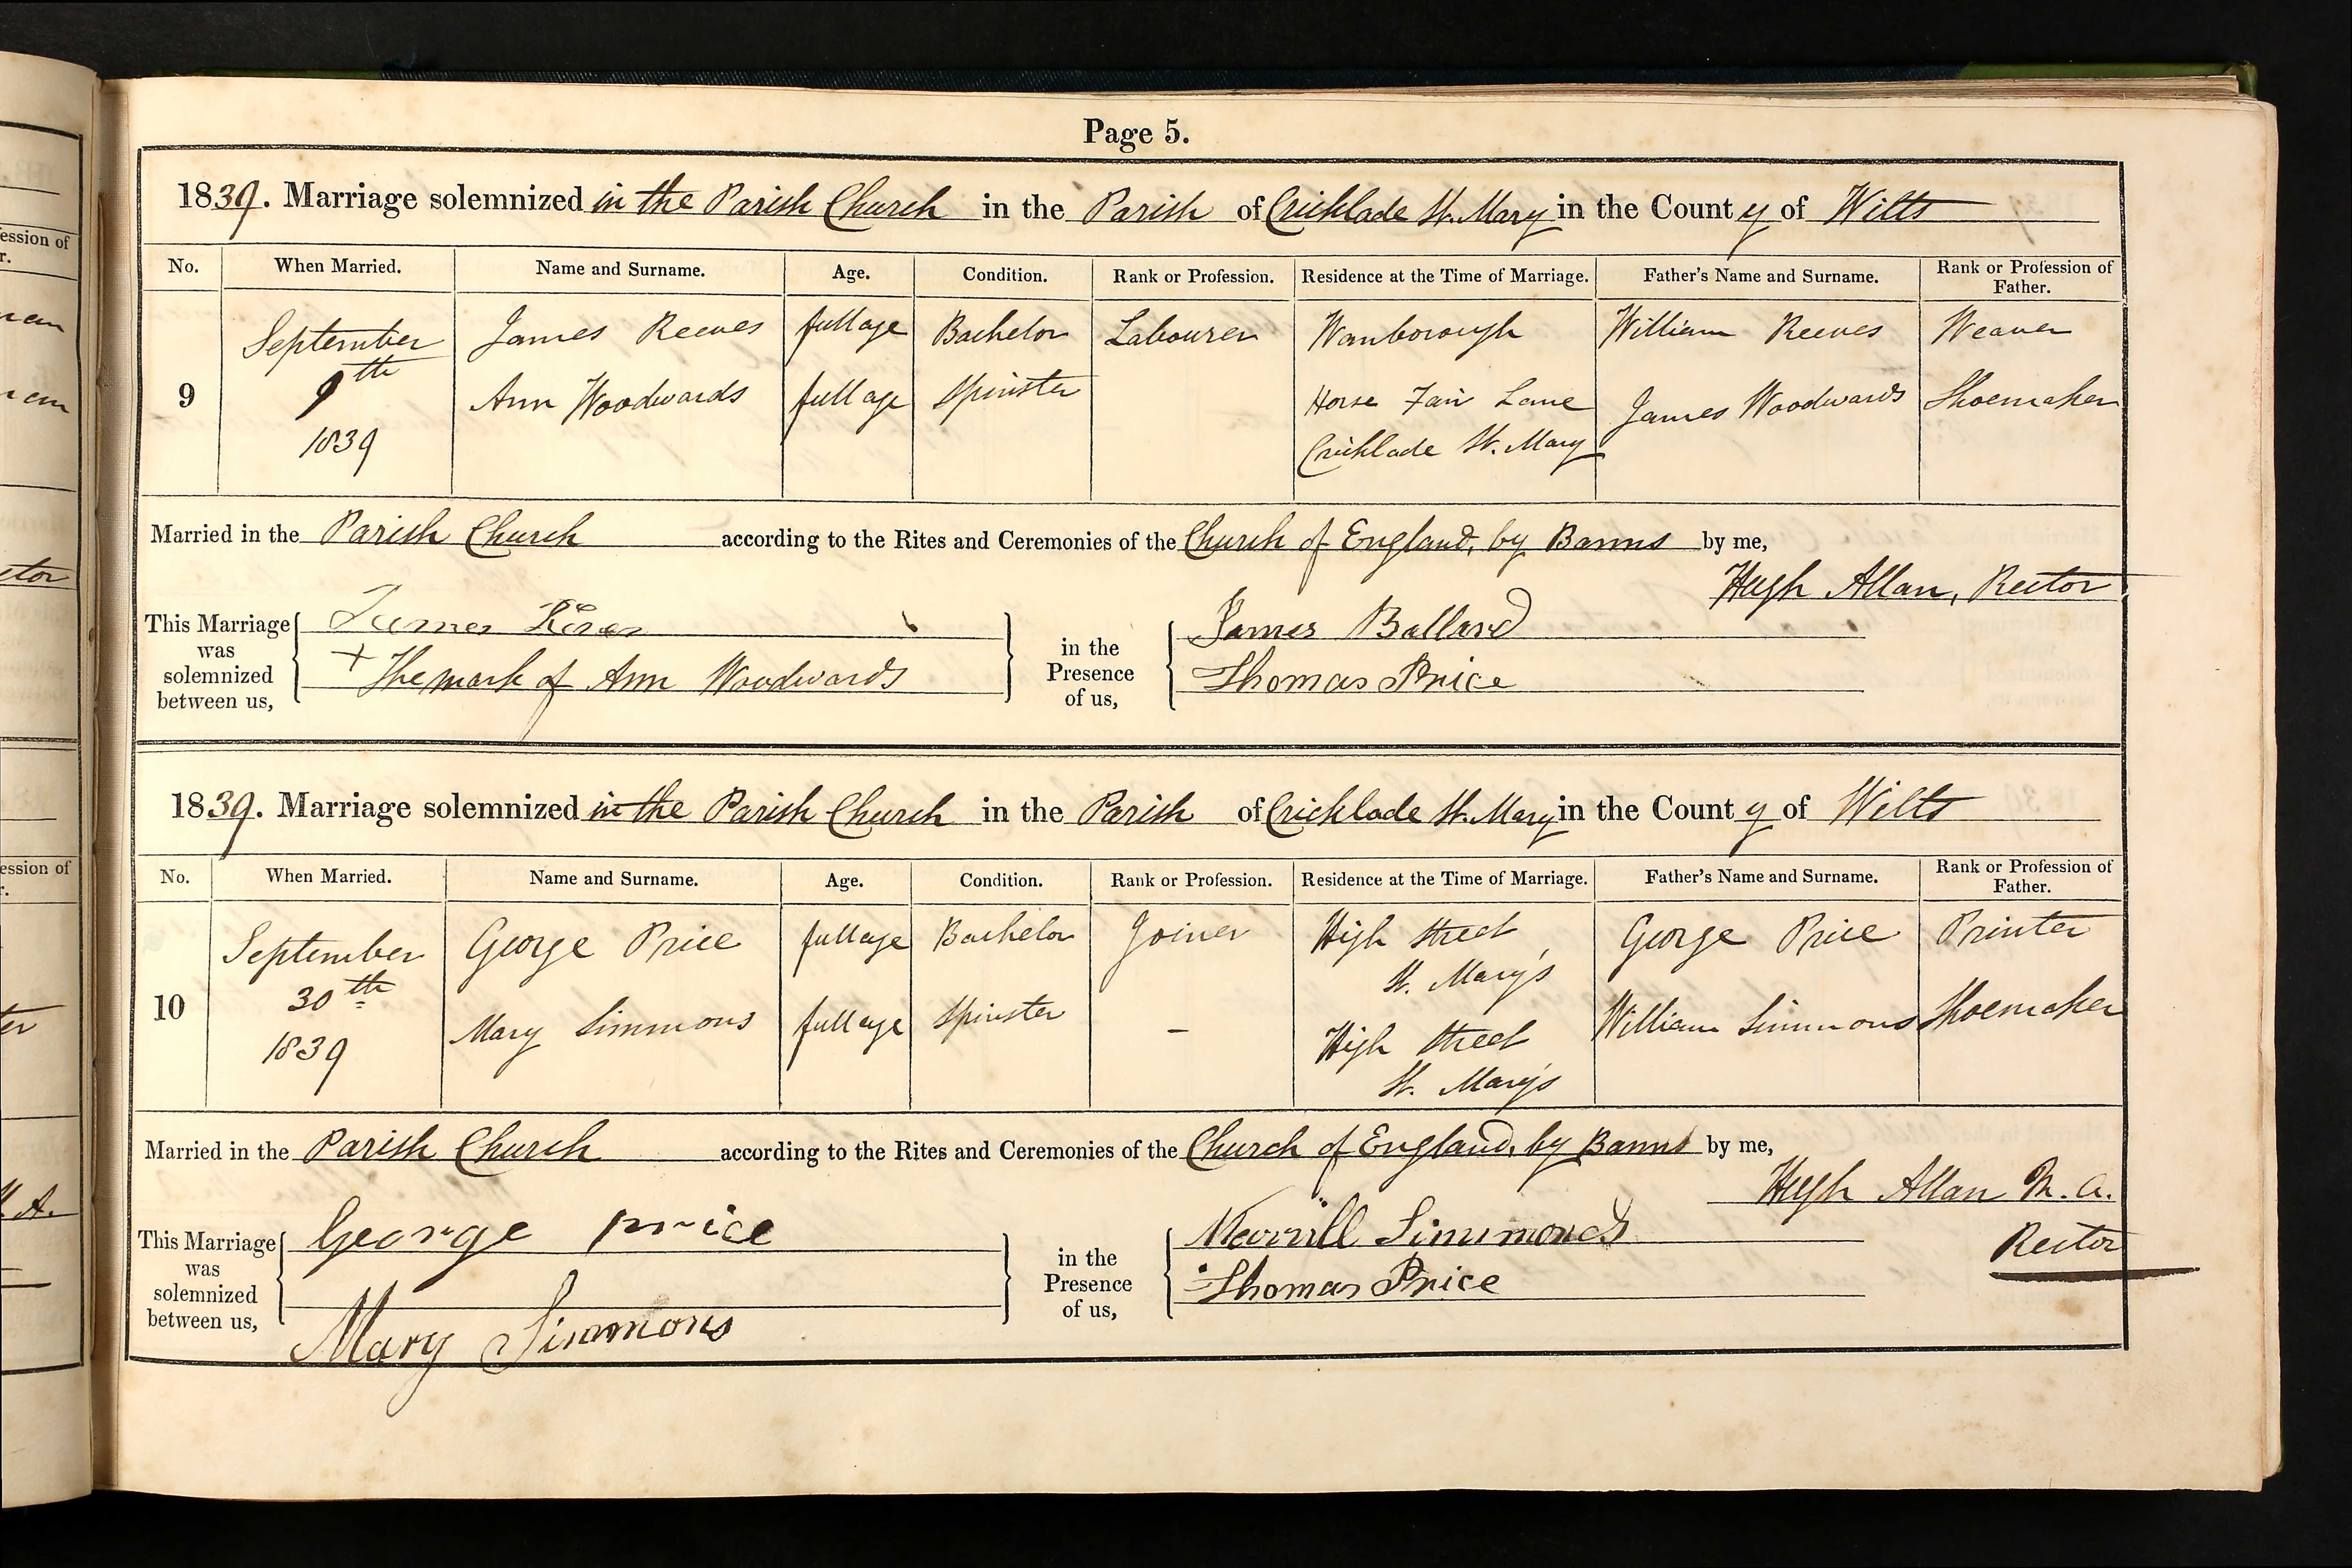 Page 5.
1839. Marriage solemnized in the Parish Church in the Parish of Cricklade St. Mary in the County of Wilts
No. When Married. Name and Surname. Age. Condition. Rank or Profession. Residence at the Time of Marriage. Father's Name and Surname. Rank or Profession of Father.
September James Reeves full age Bachelor Labourer Wanborough William Reeves Weaver
9 9th Ann Woodwards full age Spinster Horse Fair Lane James Woodwards Shoemaker
1839 Cricklade St. Mary
Married in the Parish Church according to the Rites and Ceremonies of the Church of England, by Banns by me,
Hugh Allan, Rector
This Marriage was solemnized between us,
James
+ The mark of Ann Woodwards
in the Presence of us,
James Ballard
Thomas Price
1839. Marriage solemnized in the Parish Church in the Parish of Cricklade St. Mary in the County of Wilts
No. When Married. Name and Surname. Age. Condition. Rank or Profession. Residence at the Time of Marriage. Father's Name and Surname. Rank or Profession of Father.
September George Price full age Bachelor Joiner High Street George Price Printer
30th St. Mary's
10 Mary Simmons full age Spinster - High Street William Simmons Shoemaker
1839 St. Mary's
Married in the Parish Church according to the Rites and Ceremonies of the Church of England, by Banns by me,
Hugh Allan M.A.
Rector
This Marriage was solemnized between us,
George price
Mary Simmons
in the Presence of us,
Merrill Simmonds
Thomas Price
ession of
r.
ession of
r.